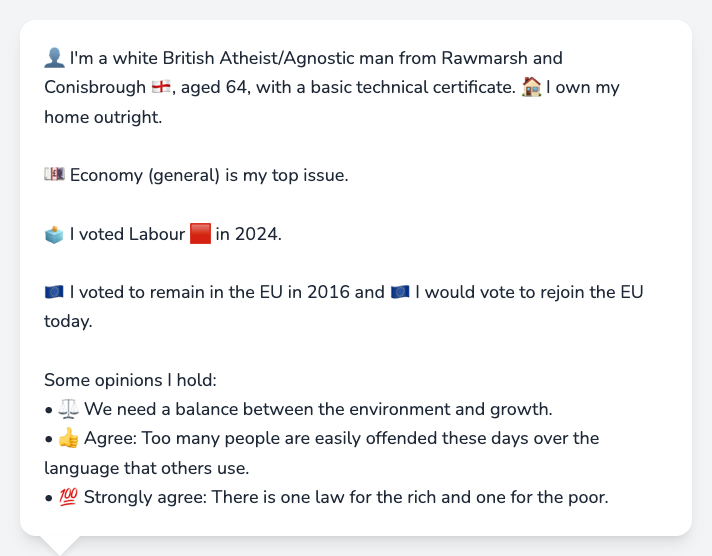 👤 I'm a white British Atheist/Agnostic man from Rawmarsh and
Conisbrough 🏴󠁧󠁢󠁥󠁮󠁧󠁿, aged 64, with a basic technical certificate. 🏠 I own my
home outright.
💷 Economy (general) is my top issue.
🗳️ I voted Labour 🟥 in 2024.
🇪🇺 I voted to remain in the EU in 2016 and 🇪🇺 I would vote to rejoin the EU
today.
Some opinions I hold:
• ⚖️ We need a balance between the environment and growth.
• 👍 Agree: Too many people are easily offended these days over the
language that others use.
• 💯 Strongly agree: There is one law for the rich and one for the poor.